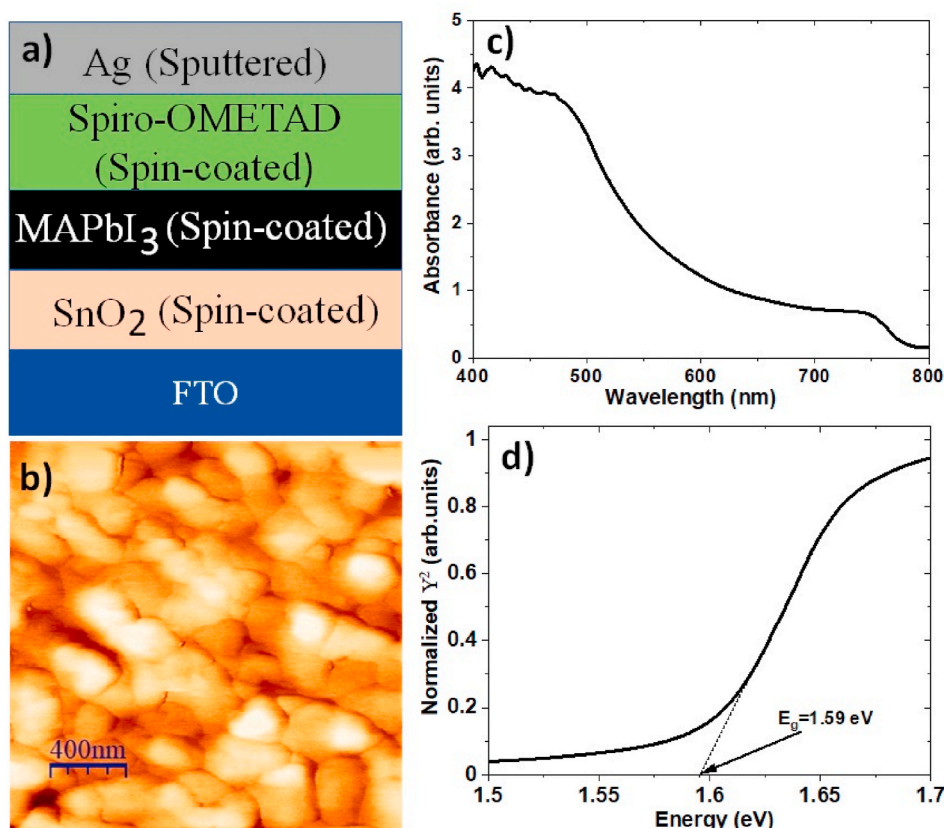 a)
Ag (Sputtered)
Spiro-OMETAD
(Spin-coated)
MAPbI₃ (Spin-coated)
SnO₂ (Spin-coated)
FTO
b)
400nm
c)
Absorbance (arb. units)
5
4
3
2
1
0
400 500 600 700 800
Wavelength (nm)
d)
Normalized Y² (arb.units)
1
0.8
0.6
0.4
0.2
0
E_g=1.59 eV
1.5 1.55 1.6 1.65 1.7
Energy (eV)